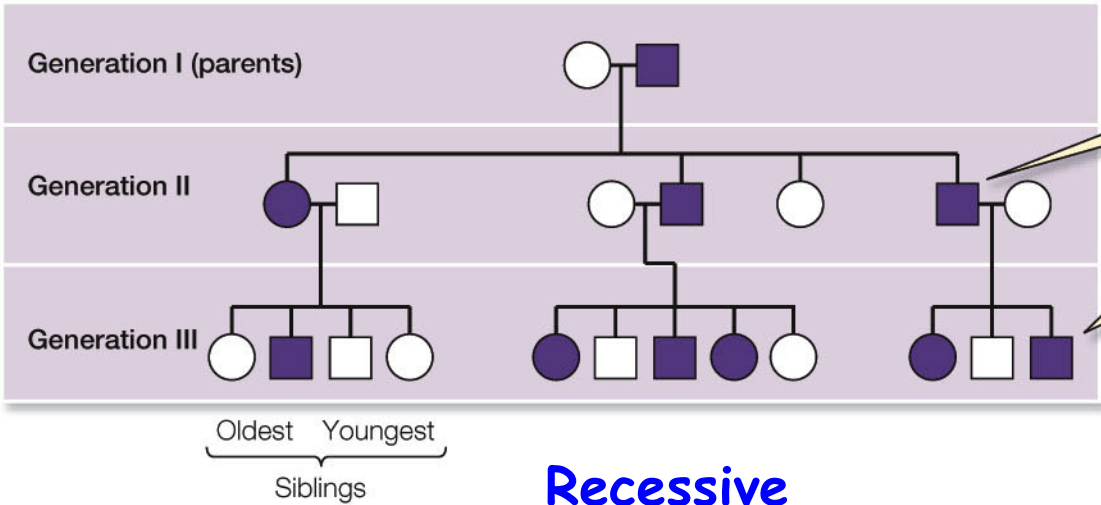 Generation I (parents)
Generation II
Generation III
Oldest Youngest
Siblings
Recessive